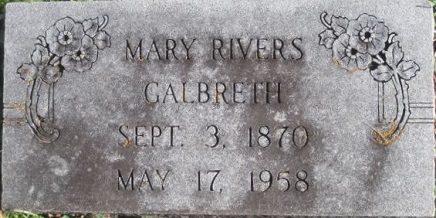 MARY RIVERS
GALBRETH
SEPT. 3, 1870
MAY 17, 1958